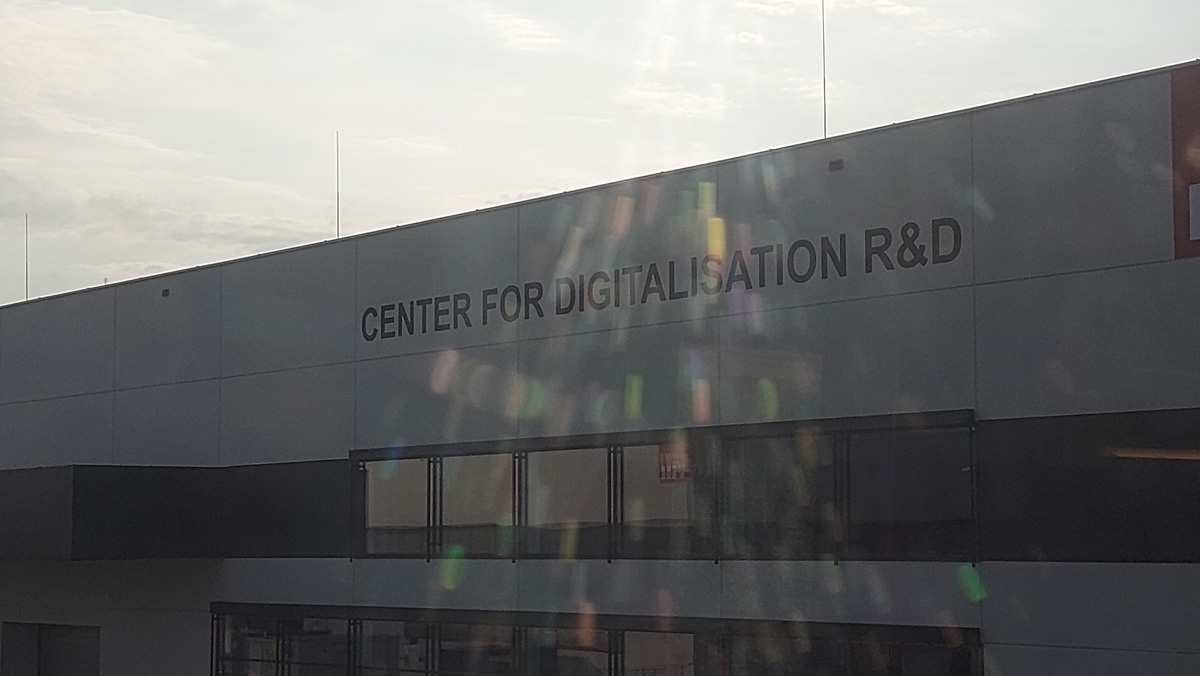 CENTER FOR DIGITALISATION R&D